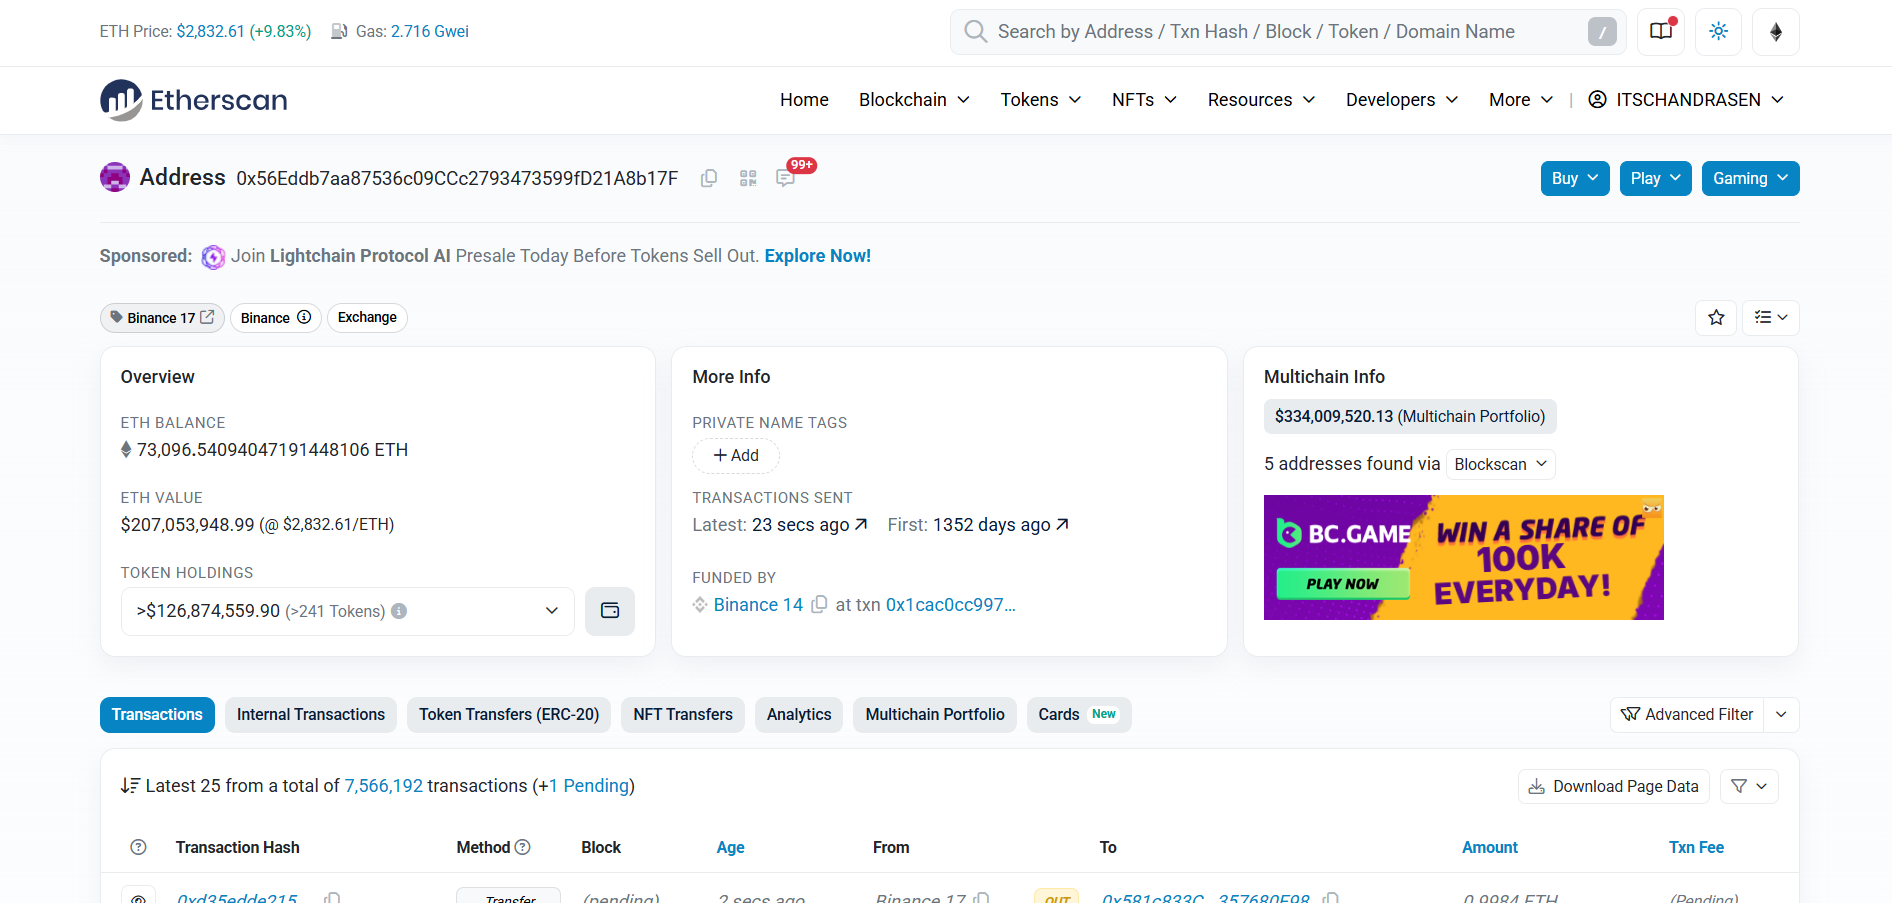 ETH Price: $2,832.61 (+9.83%) Gas: 2.716 Gwei
Search by Address / Txn Hash / Block / Token / Domain Name /
Etherscan
Home Blockchain Tokens NFTs Resources Developers More | ITSCHANDRASEN
Address 0x56Eddb7aa87536c09CCc2793473599fD21A8b17F 99+
Buy Play Gaming
Sponsored: Join Lightchain Protocol AI Presale Today Before Tokens Sell Out. Explore Now!
Binance 17 Binance Exchange
Overview
ETH BALANCE
73,096.54094047191448106 ETH
ETH VALUE
$207,053,948.99 (@ $2,832.61/ETH)
TOKEN HOLDINGS
>$126,874,559.90 (>241 Tokens)
More Info
PRIVATE NAME TAGS
+ Add
TRANSACTIONS SENT
Latest: 23 secs ago First: 1352 days ago
FUNDED BY
Binance 14 at txn 0x1cac0cc997...
Multichain Info
$334,009,520.13 (Multichain Portfolio)
5 addresses found via Blockscan
BC.GAME
PLAY NOW
WIN A SHARE OF
100K
EVERYDAY!
Transactions Internal Transactions Token Transfers (ERC-20) NFT Transfers Analytics Multichain Portfolio Cards New
Advanced Filter
Latest 25 from a total of 7,566,192 transactions (+1 Pending)
Download Page Data
Transaction Hash Method Block Age From To Amount Txn Fee
0xd35edde215 Transfer (pending) 2 secs ago Binance 17 OUT 0x581c833C...357680F98 0.9984 ETH (Pending)